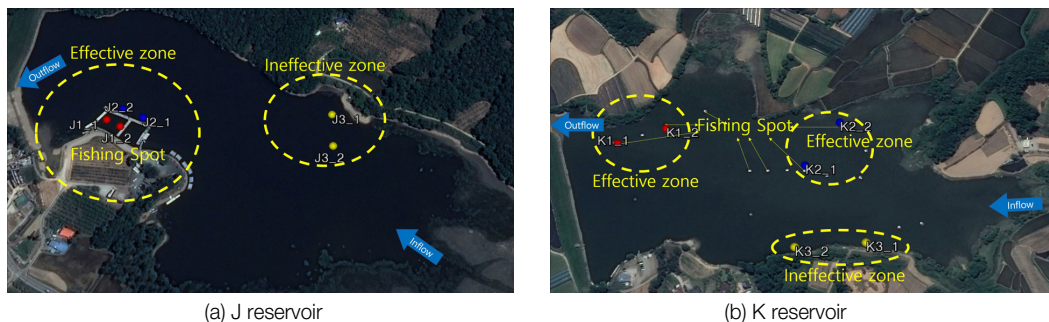 Effective zone
Ineffective zone
Outflow
J2_2
J2_1
J1_1
J1_2
Fishing Spot
J3_1
J3_2
Inflow
(a) J reservoir
Outflow
K1_1
K1_2
Fishing Spot
K2_2
Effective zone
K2_1
Effective zone
Inflow
K3_2
K3_1
Ineffective zone
(b) K reservoir